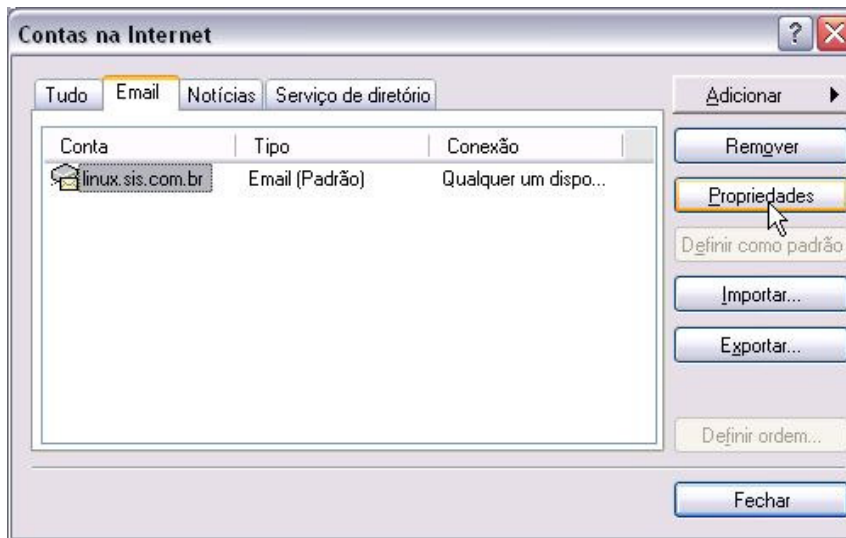 Contas na Internet
Tudo Email Notícias Serviço de diretório
Adicionar
Conta Tipo Conexão
Remover
linux.sis.com.br Email (Padrão) Qualquer um dispo...
Propriedades
Definir como padrão
Importar...
Exportar...
Definir ordem...
Fechar